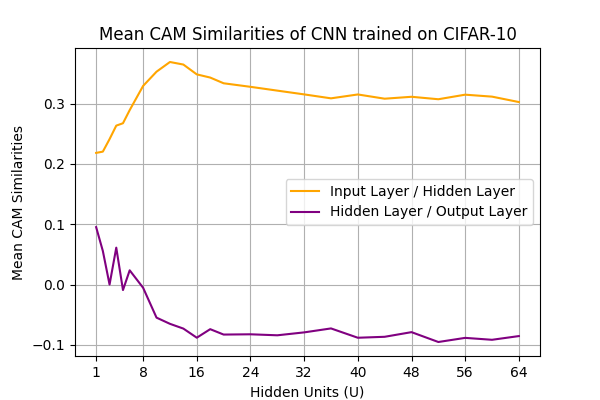 Mean CAM Similarities of CNN trained on CIFAR-10
Mean CAM Similarities
0.3
0.2
0.1
0.0
−0.1
Input Layer / Hidden Layer
Hidden Layer / Output Layer
1 8 16 24 32 40 48 56 64
Hidden Units (U)